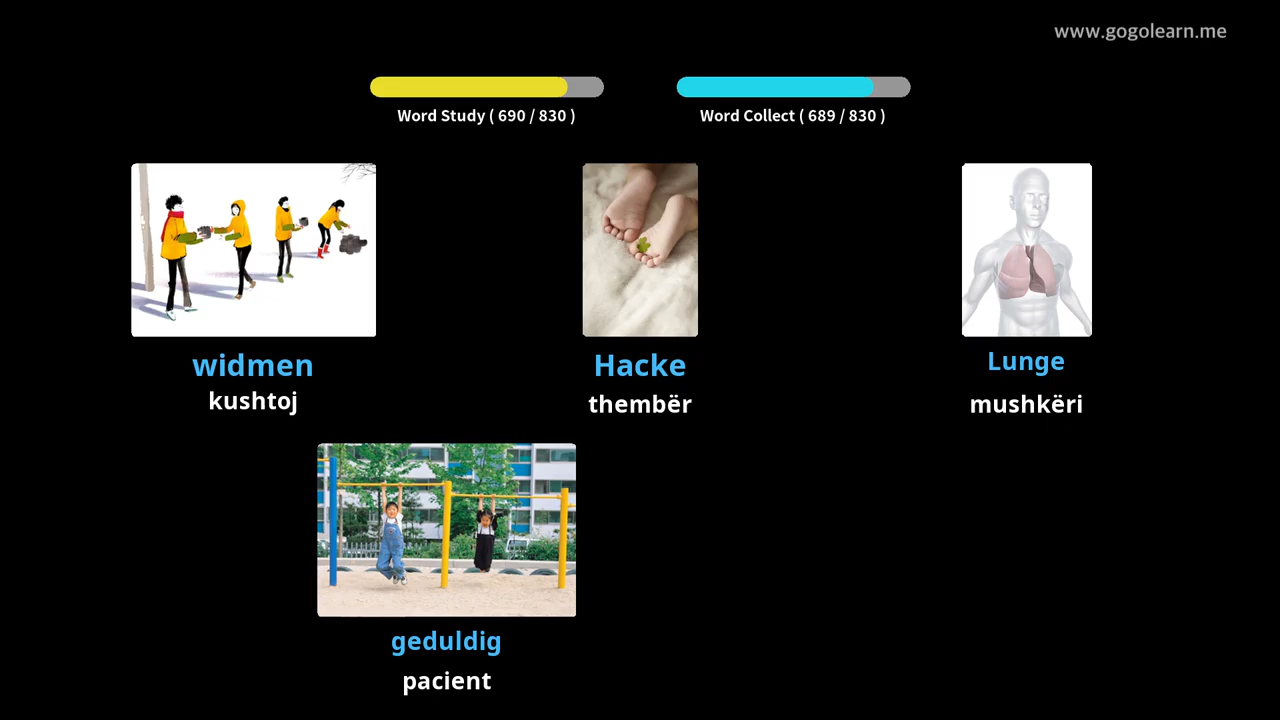 www.gogolearn.me
Word Study ( 690 / 830 )
Word Collect ( 689 / 830 )
widmen
kushtoj
Hacke
thembër
Lunge
mushkëri
geduldig
pacient